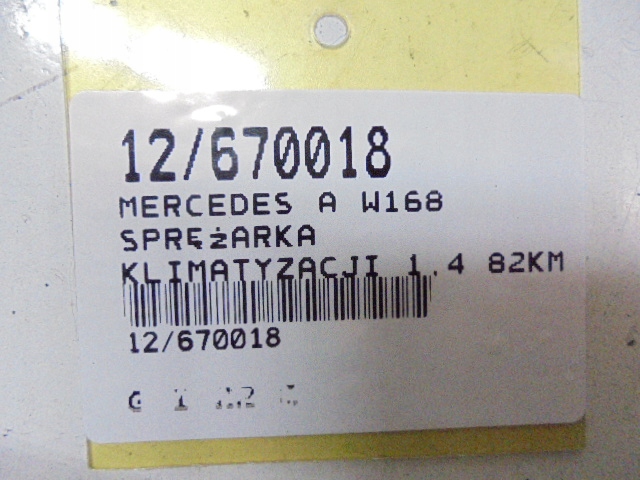 12/670018
MERCEDES A W168
SPRĘŻARKA
KLIMATYZACJI 1.4 82KM
12/670018